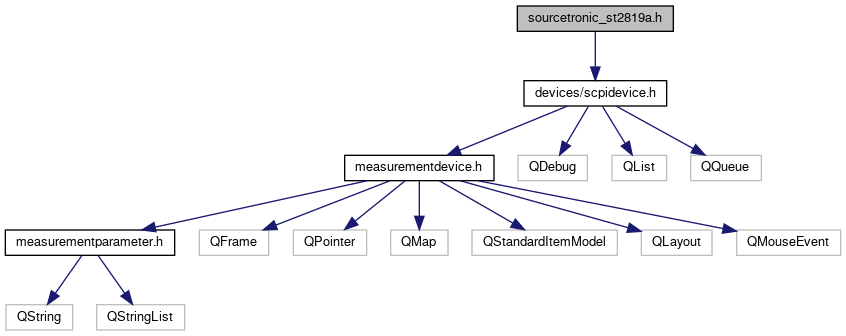 sourcetronic_st2819a.h
devices/scpidevice.h
measurementdevice.h
QDebug
QList
QQueue
measurementparameter.h
QFrame
QPointer
QMap
QStandardItemModel
QLayout
QMouseEvent
QString
QStringList